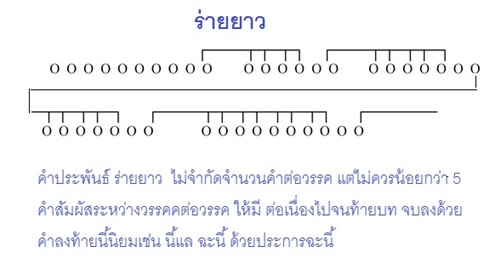 ร่ายยาว
O O O O O O O O O O O O O O O O O O O O O O O O O
O O O O O O O O O O O O O O O O
คำประพันธ์ ร่ายยาว ไม่จำกัดจำนวนคำต่อวรรค แต่ไม่ควรน้อยกว่า 5
คำสัมผัสระหว่างวรรคคต่อวรรค ให้มี ต่อเนื่องไปจนท้ายบท จบลงด้วย
คำลงท้ายนี้นิยมเช่น นี้แล ฉะนี้ ด้วยประการฉะนี้